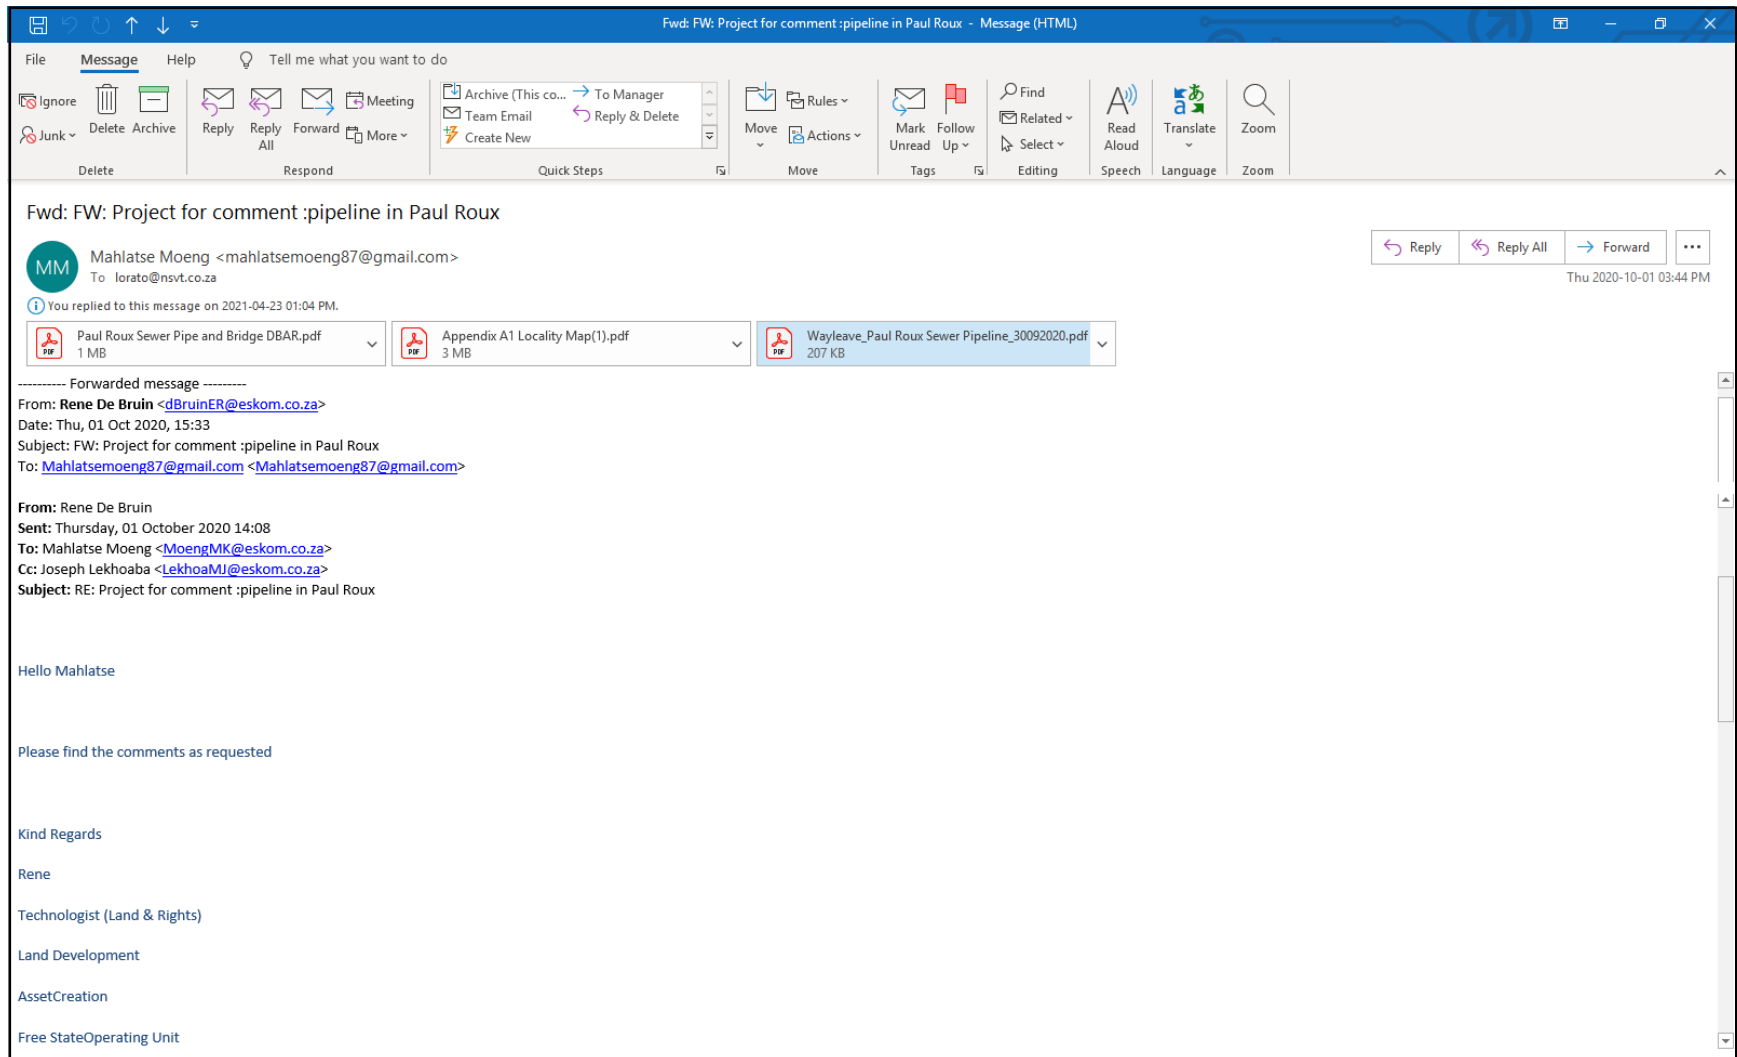 Fwd: FW: Project for comment :pipeline in Paul Roux - Message (HTML)
File Message Help Tell me what you want to do
Ignore
Junk
Delete
Archive
Delete
Reply
Reply All
Forward
Meeting
More
Respond
Archive (This co...
To Manager
Team Email
Reply & Delete
Create New
Quick Steps
Move
Rules
Actions
Move
Mark Unread
Follow Up
Tags
Find
Related
Select
Editing
Read Aloud
Speech
あ
a
Translate
Language
Zoom
Zoom
Fwd: FW: Project for comment :pipeline in Paul Roux
MM
Mahlatse Moeng <mahlatsemoeng87@gmail.com>
To lorato@nsvt.co.za
Reply Reply All Forward ...
Thu 2020-10-01 03:44 PM
i You replied to this message on 2021-04-23 01:04 PM.
PDF
Paul Roux Sewer Pipe and Bridge DBAR.pdf
1 MB
PDF
Appendix A1 Locality Map(1).pdf
3 MB
PDF
Wayleave_Paul Roux Sewer Pipeline_30092020.pdf
207 KB
---------- Forwarded message ---------
From: Rene De Bruin <dBruinER@eskom.co.za>
Date: Thu, 01 Oct 2020, 15:33
Subject: FW: Project for comment :pipeline in Paul Roux
To: Mahlatsemoeng87@gmail.com <Mahlatsemoeng87@gmail.com>
From: Rene De Bruin
Sent: Thursday, 01 October 2020 14:08
To: Mahlatse Moeng <MoengMK@eskom.co.za>
Cc: Joseph Lekhoaba <LekhoaMJ@eskom.co.za>
Subject: RE: Project for comment :pipeline in Paul Roux
Hello Mahlatse
Please find the comments as requested
Kind Regards
Rene
Technologist (Land & Rights)
Land Development
AssetCreation
Free StateOperating Unit